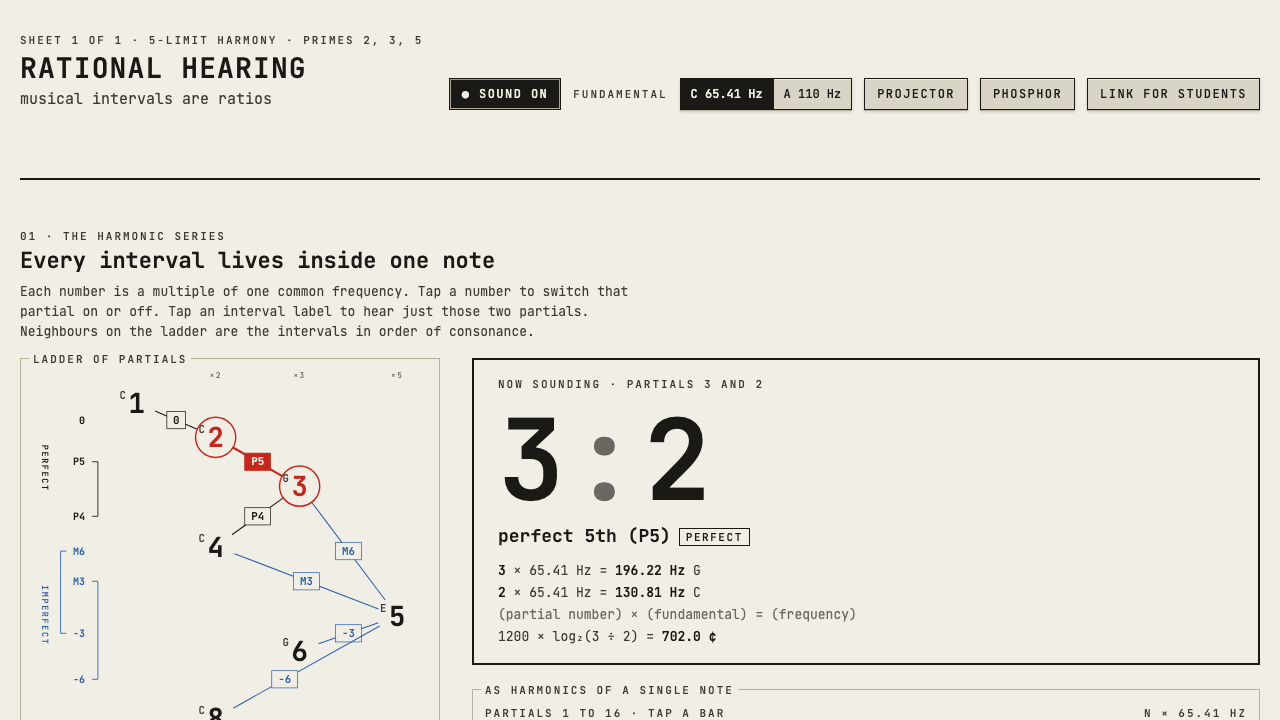 SHEET 1 OF 1 · 5-LIMIT HARMONY · PRIMES 2, 3, 5
RATIONAL HEARING
musical intervals are ratios
● SOUND ON
FUNDAMENTAL
C 65.41 Hz
A 110 Hz
PROJECTOR
PHOSPHOR
LINK FOR STUDENTS
01 · THE HARMONIC SERIES
Every interval lives inside one note
Each number is a multiple of one common frequency. Tap a number to switch that
partial on or off. Tap an interval label to hear just those two partials.
Neighbours on the ladder are the intervals in order of consonance.
LADDER OF PARTIALS
×2 ×3 ×5
C 1
0 0
C 2
PERFECT
P5 P5
G 3
P4 P4
C 4
M6 M6
IMPERFECT
M3 M3
E 5
-3 -3
G 6
-6 -6
C 8
NOW SOUNDING · PARTIALS 3 AND 2
3:2
perfect 5th (P5) PERFECT
3 × 65.41 Hz = 196.22 Hz G
2 × 65.41 Hz = 130.81 Hz C
(partial number) × (fundamental) = (frequency)
1200 × log₂(3 ÷ 2) = 702.0 ¢
AS HARMONICS OF A SINGLE NOTE
PARTIALS 1 TO 16 · TAP A BAR
N × 65.41 HZ